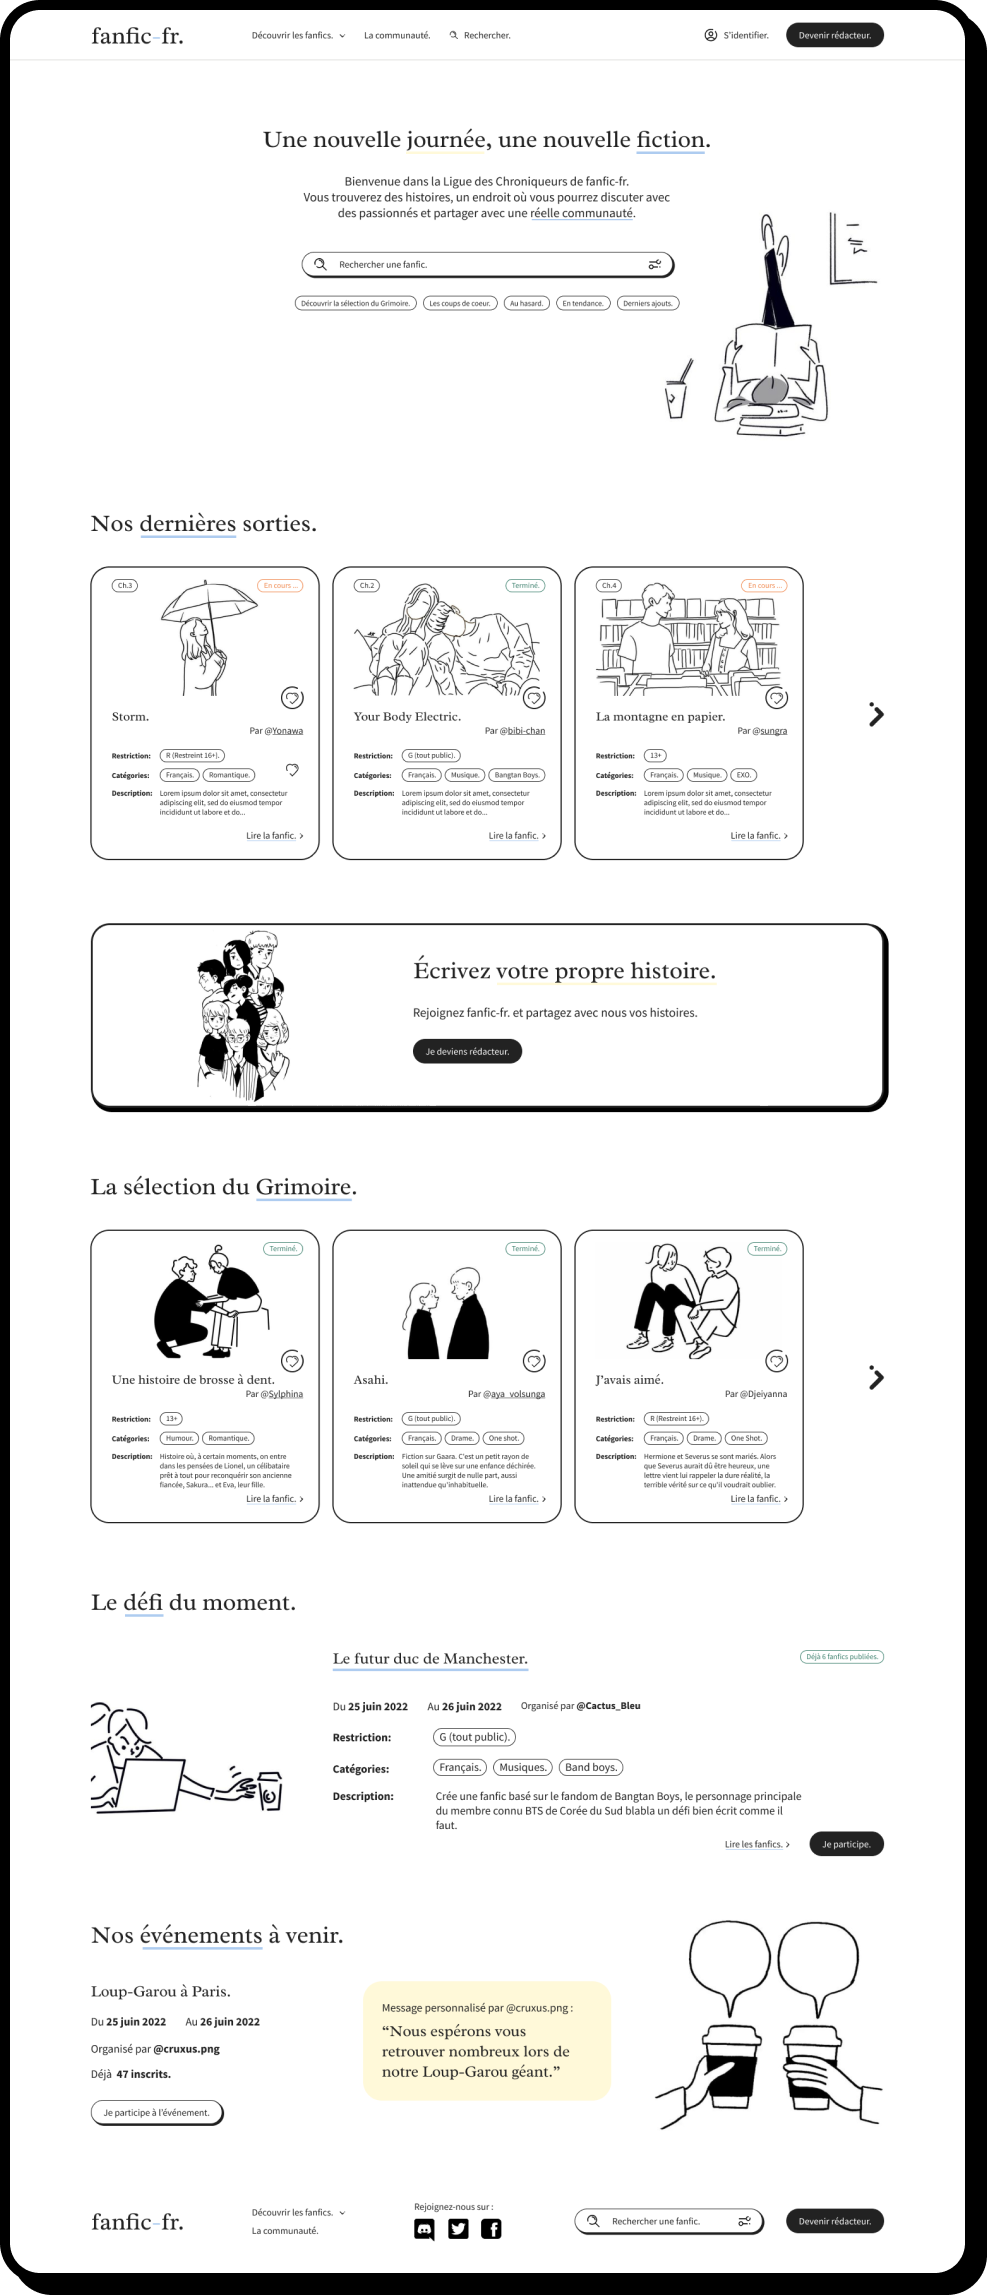 fanfic-fr.
Découvrir les fanfics.
La communauté.
Rechercher.
S'identifier.
Devenir rédacteur.
Une nouvelle journée, une nouvelle fiction.
Bienvenue dans la Ligue des Chroniqueurs de fanfic-fr.
Vous trouverez des histoires, un endroit où vous pourrez discuter avec
des passionnés et partager avec une réelle communauté.
Rechercher une fanfic.
Découvrir la sélection du Grimoire.
Les coups de coeur.
Au hasard.
En tendance.
Derniers ajouts.
Nos dernières sorties.
Ch.3
En cours ...
Storm.
Par @Yonawa
Restriction: R (Restreint 16+).
Catégories: Français. Romantique.
Description: Lorem ipsum dolor sit amet, consectetur
adipiscing elit, sed do eiusmod tempor
incididunt ut labore et do...
Lire la fanfic.
Ch.2
Terminé.
Your Body Electric.
Par @bibi-chan
Restriction: G (tout public).
Catégories: Français. Musique. Bangtan Boys.
Description: Lorem ipsum dolor sit amet, consectetur
adipiscing elit, sed do eiusmod tempor
incididunt ut labore et do...
Lire la fanfic.
Ch.4
En cours ...
La montagne en papier.
Par @sungra
Restriction: 13+
Catégories: Français. Musique. EXO.
Description: Lorem ipsum dolor sit amet, consectetur
adipiscing elit, sed do eiusmod tempor
incididunt ut labore et do...
Lire la fanfic.
Écrivez votre propre histoire.
Rejoignez fanfic-fr. et partagez avec nous vos histoires.
Je deviens rédacteur.
La sélection du Grimoire.
Terminé.
Une histoire de brosse à dent.
Par @Sylphina
Restriction: 13+
Catégories: Humour. Romantique.
Description: Histoire où, à certain moments, on entre
dans les pensées de Lionel, un célibataire
prêt à tout pour reconquérir son ancienne
fiancée, Sakura... et Eva, leur fille.
Lire la fanfic.
Terminé.
Asahi.
Par @aya_volsunga
Restriction: G (tout public).
Catégories: Français. Drame. One shot.
Description: Fiction sur Gaara. C'est un petit rayon de
soleil qui se lève sur une enfance déchirée.
Une amitié surgit de nulle part, aussi
inattendue qu'inhabituelle.
Lire la fanfic.
Terminé.
J'avais aimé.
Par @Djeiyanna
Restriction: R (Restreint 16+).
Catégories: Français. Drame. One Shot.
Description: Hermione et Severus se sont mariés. Alors
que Severus aurait dû être heureux, une
lettre vient lui rappeler la dure réalité, la
terrible vérité sur ce qu'il voudrait oublier.
Lire la fanfic.
Le défi du moment.
Le futur duc de Manchester.
Déjà 6 fanfics publiées.
Du 25 juin 2022 Au 26 juin 2022 Organisé par @Cactus_Bleu
Restriction: G (tout public).
Catégories: Français. Musiques. Band boys.
Description: Crée une fanfic basé sur le fandom de Bangtan Boys, le personnage principale
du membre connu BTS de Corée du Sud blabla un défi bien écrit comme il
faut.
Lire les fanfics.
Je participe.
Nos événements à venir.
Loup-Garou à Paris.
Du 25 juin 2022 Au 26 juin 2022
Organisé par @cruxus.png
Déjà 47 inscrits.
Je participe à l'événement.
Message personnalisé par @cruxus.png :
“Nous espérons vous
retrouver nombreux lors de
notre Loup-Garou géant.”
fanfic-fr.
Découvrir les fanfics.
La communauté.
Rejoignez-nous sur :
Rechercher une fanfic.
Devenir rédacteur.